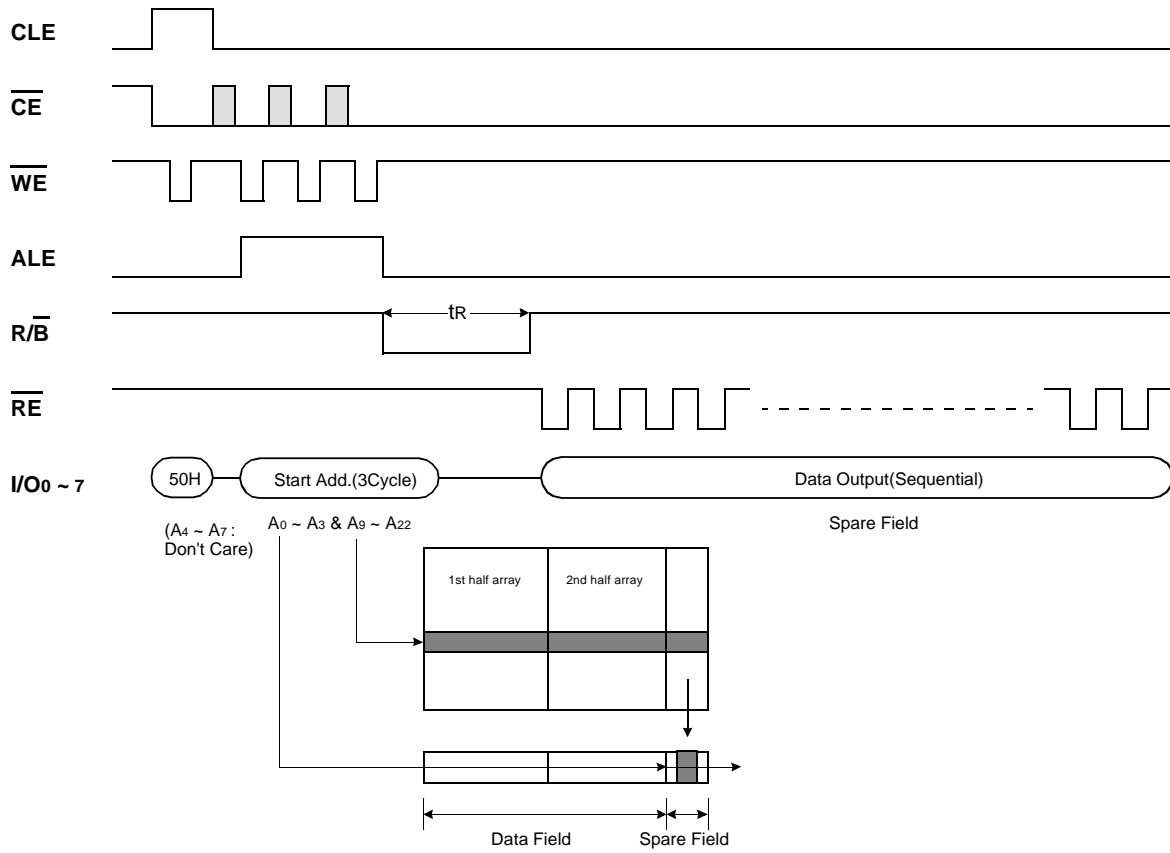 CLE
CE
WE
ALE
R/B
tR
RE
I/O0 ~ 7
50H
Start Add.(3Cycle)
Data Output(Sequential)
(A4 ~ A7 :
Don't Care)
A0 ~ A3 & A9 ~ A22
Spare Field
1st half array
2nd half array
Data Field
Spare Field